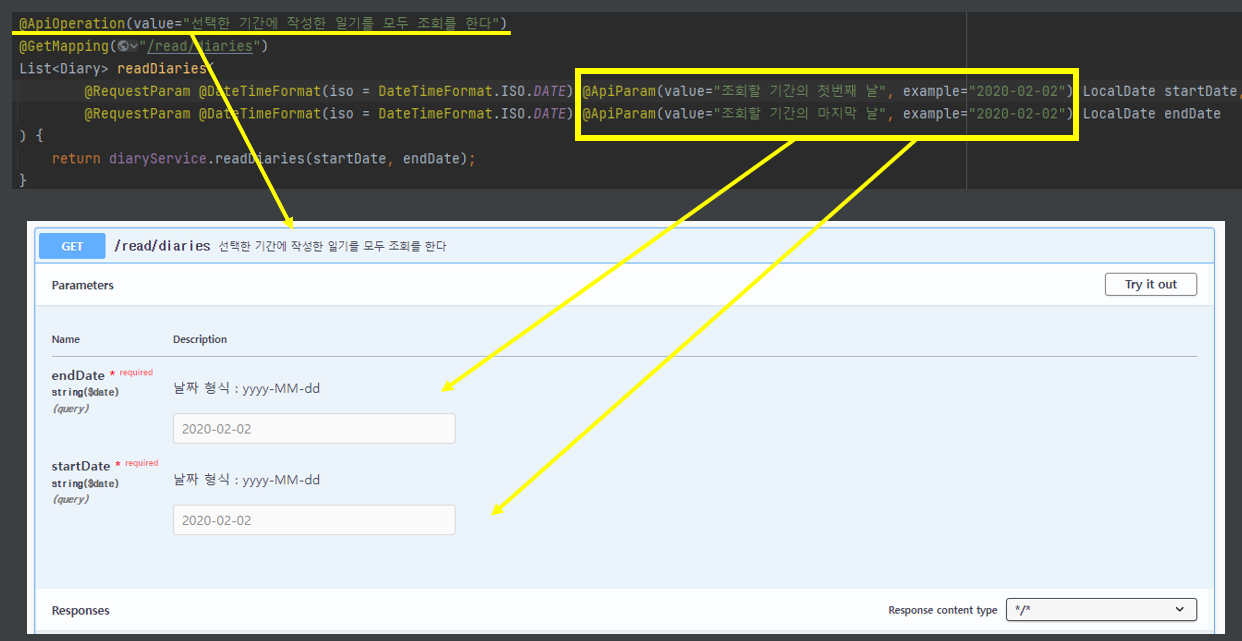 @ApiOperation(value="선택한 기간에 작성한 일기를 모두 조회를 한다")
@GetMapping("/read/diaries")
List<Diary> readDiaries(
@RequestParam @DateTimeFormat(iso = DateTimeFormat.ISO.DATE) @ApiParam(value="조회할 기간의 첫번째 날", example="2020-02-02") LocalDate startDate,
@RequestParam @DateTimeFormat(iso = DateTimeFormat.ISO.DATE) @ApiParam(value="조회할 기간의 마지막 날", example="2020-02-02") LocalDate endDate
) {
return diaryService.readDiaries(startDate, endDate);
}
GET /read/diaries 선택한 기간에 작성한 일기를 모두 조회를 한다
Parameters Try it out
Name Description
endDate * required
string($date)
(query)
날짜 형식 : yyyy-MM-dd
2020-02-02
startDate * required
string($date)
(query)
날짜 형식 : yyyy-MM-dd
2020-02-02
Responses Response content type */*